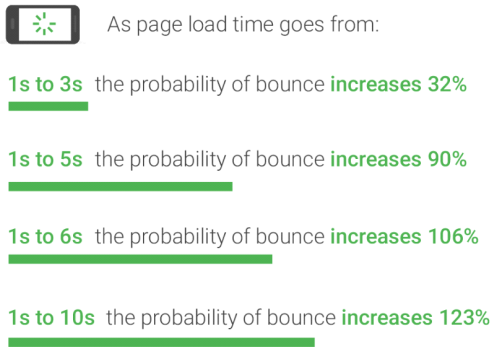 As page load time goes from:
1s to 3s the probability of bounce increases 32%
1s to 5s the probability of bounce increases 90%
1s to 6s the probability of bounce increases 106%
1s to 10s the probability of bounce increases 123%